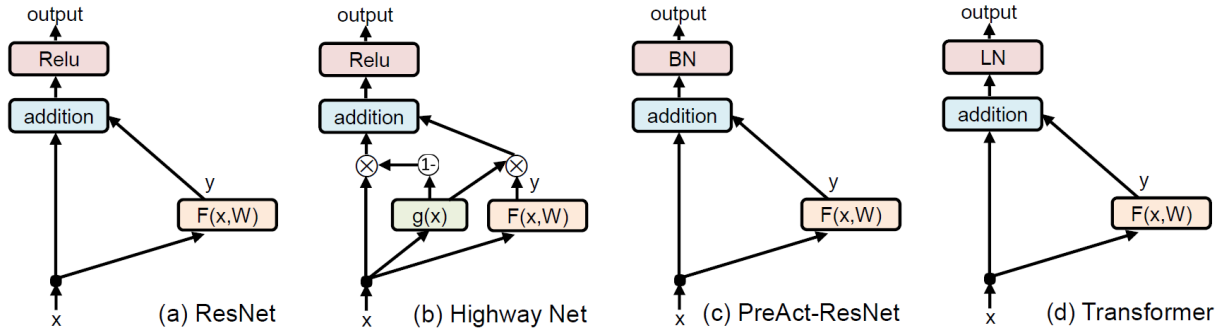 output
Relu
addition
y
F(x,W)
x
(a) ResNet
output
Relu
addition
1-
y
g(x)
F(x,W)
x
(b) Highway Net
output
BN
addition
y
F(x,W)
x
(c) PreAct-ResNet
output
LN
addition
y
F(x,W)
x
(d) Transformer